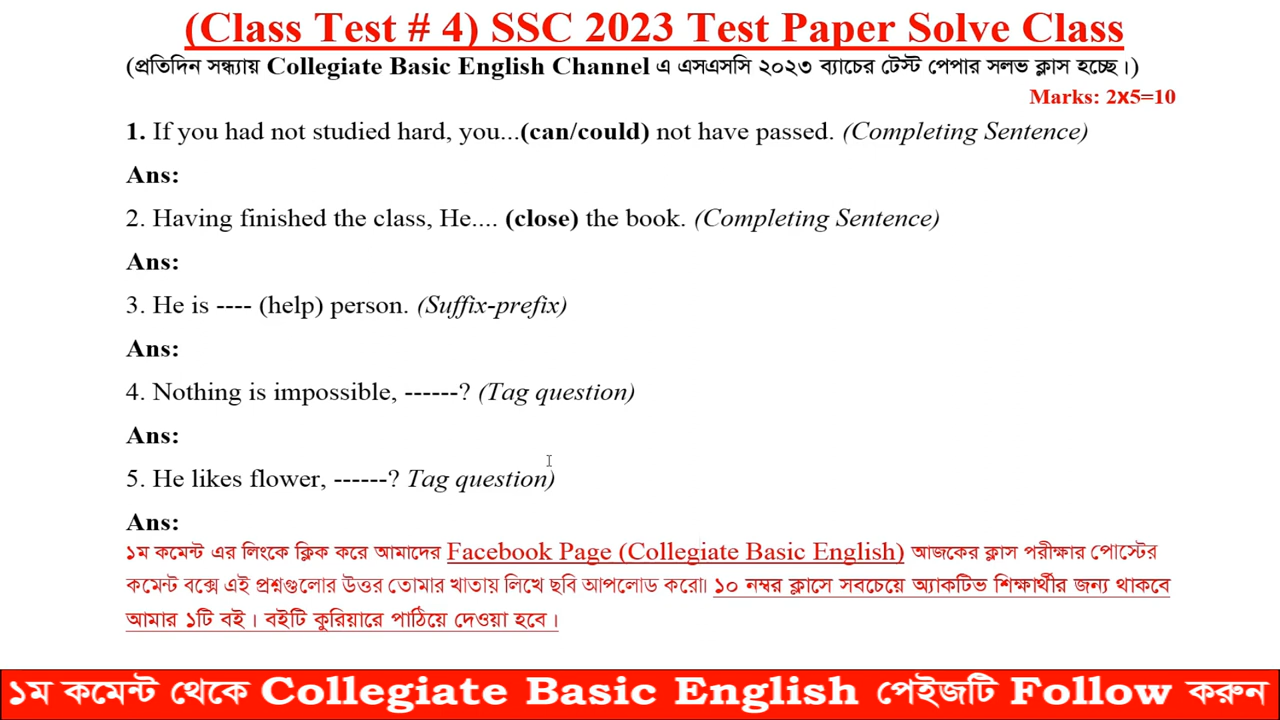 (Class Test # 4) SSC 2023 Test Paper Solve Class
(প্রতিদিন সন্ধ্যায় Collegiate Basic English Channel এ এসএসসি ২০২৩ ব্যাচের টেস্ট পেপার সলভ ক্লাস হচ্ছে।)
Marks: 2×5=10
1. If you had not studied hard, you...(can/could) not have passed. (Completing Sentence)
Ans:
2. Having finished the class, He.... (close) the book. (Completing Sentence)
Ans:
3. He is ---- (help) person. (Suffix-prefix)
Ans:
4. Nothing is impossible, ------? (Tag question)
Ans:
5. He likes flower, ------? Tag question)
Ans:
১ম কমেন্ট এর লিংকে ক্লিক করে আমাদের Facebook Page (Collegiate Basic English) আজকের ক্লাস পরীক্ষার পোস্টের
কমেন্ট বক্সে এই প্রশ্নগুলোর উত্তর তোমার খাতায় লিখে ছবি আপলোড করো। ১০ নম্বর ক্লাসে সবচেয়ে অ্যাকটিভ শিক্ষার্থীর জন্য থাকবে
আমার ১টি বই। বইটি কুরিয়ারে পাঠিয়ে দেওয়া হবে।
১ম কমেন্ট থেকে Collegiate Basic English পেইজটি Follow করুন